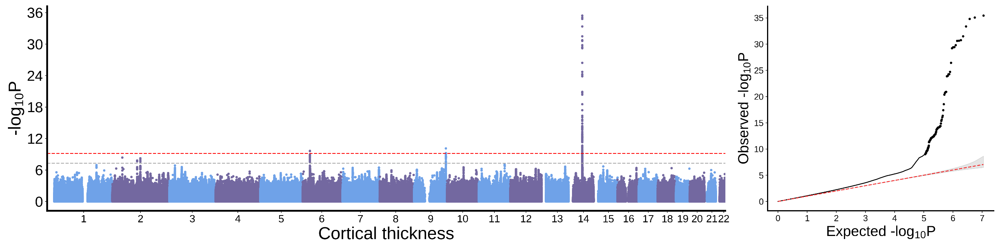 36
30
24
18
12
6
0
-log10P
1 2 3 4 5 6 7 8 9 10 11 12 13 14 15 16 17 18 19 20 21 22
Cortical thickness
35
30
25
20
15
10
5
0
Observed -log10P
0 1 2 3 4 5 6 7
Expected -log10P